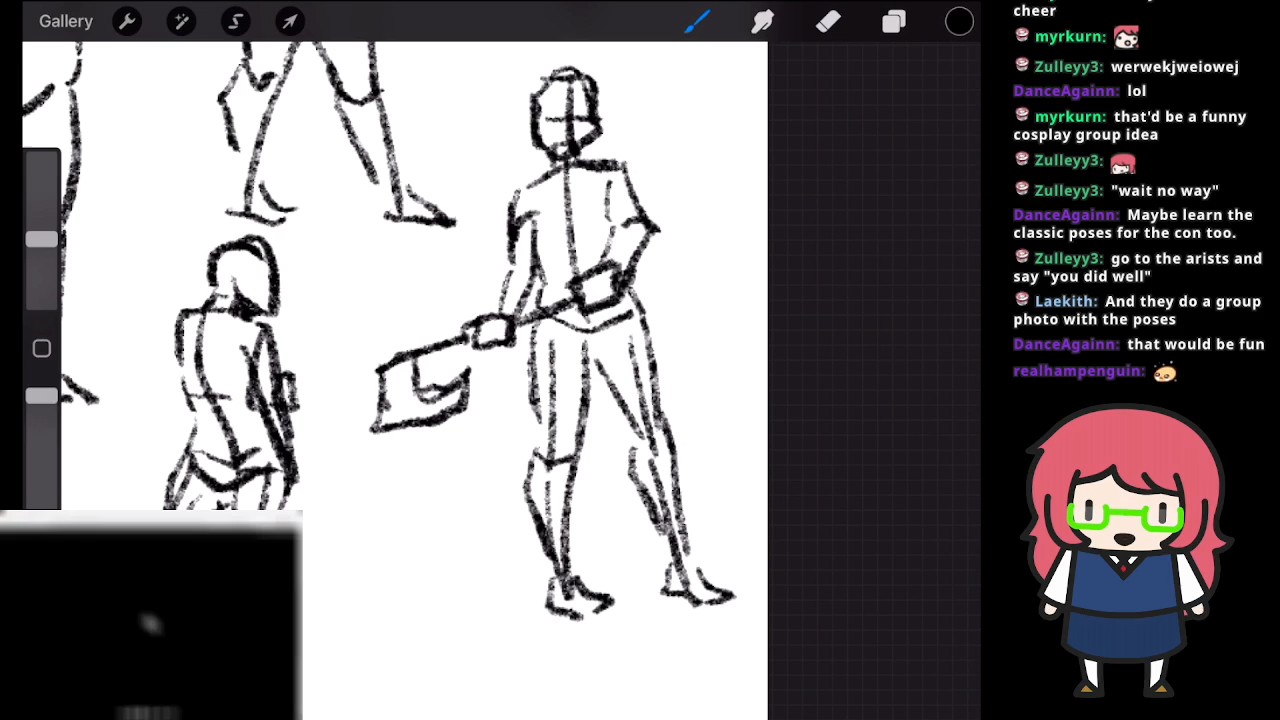 Gallery
cheer
myrkurn:
Zulleyy3: werwekjweiowej
DanceAgainn: lol
myrkurn: that'd be a funny
cosplay group idea
Zulleyy3:
Zulleyy3: "wait no way"
DanceAgainn: Maybe learn the
classic poses for the con too.
Zulleyy3: go to the arists and
say "you did well"
Laekith: And they do a group
photo with the poses
DanceAgainn: that would be fun
realhampenguin: